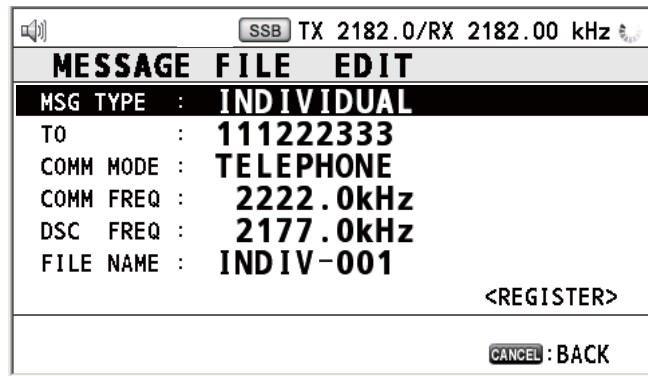 SSB TX 2182.0/RX 2182.00 kHz
MESSAGE FILE EDIT
MSG TYPE : INDIVIDUAL
TO : 111222333
COMM MODE : TELEPHONE
COMM FREQ : 2222.0kHz
DSC FREQ : 2177.0kHz
FILE NAME : INDIV-001
<REGISTER>
CANCEL : BACK